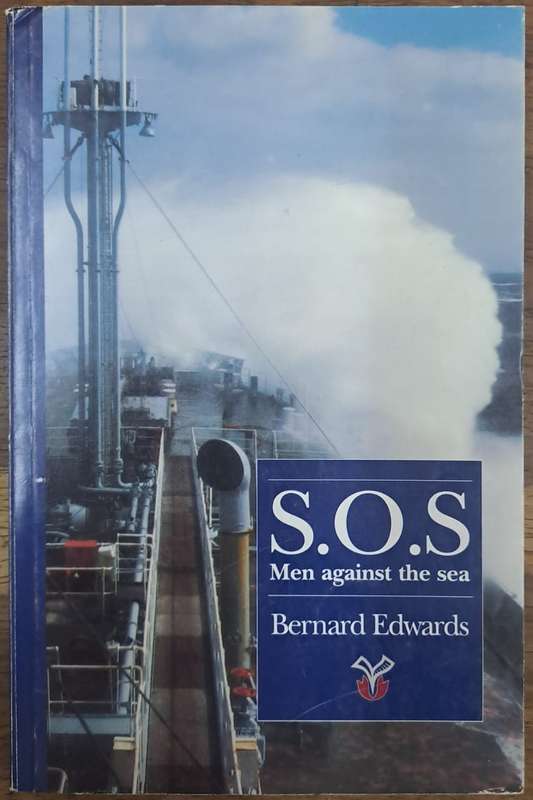 S.O.S
Men against the sea
Bernard Edwards